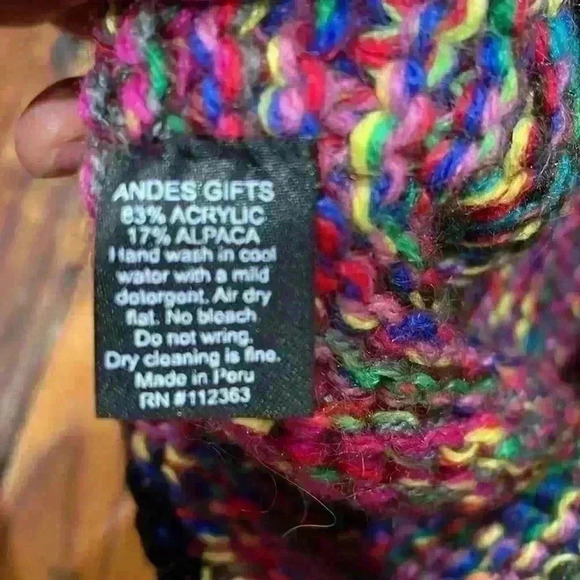 ANDES GIFTS
83% ACRYLIC
17% ALPACA
Hand wash in cool
water with a mild
detergent. Air dry
flat. No bleach
Do not wring.
Dry cleaning is fine.
Made in Peru
RN #112363